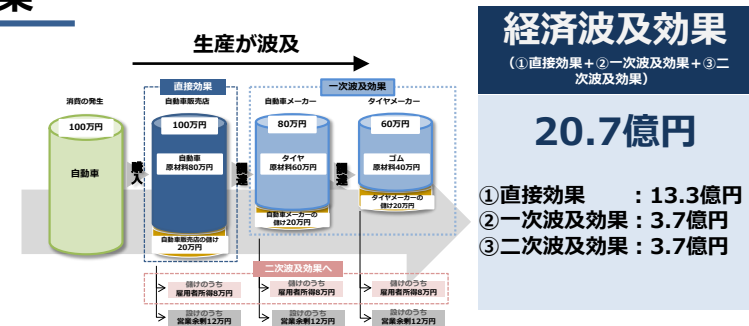 果
生産が波及
経済波及効果
(①直接効果+②一次波及効果+③二
次波及効果)
20.7億円
①直接効果 : 13.3億円
②一次波及効果:3.7億円
③二次波及効果:3.7億円
直接効果
一次波及効果
消費の発生
自動車販売店
自動車メーカー
タイヤメーカー
100万円
100万円
80万円
60万円
自動車
自動車
原材料80万円
タイヤ
原材料60万円
ゴム
原材料40万円
購入
調達
調達
自動車販売店の儲け
20万円
自動車メーカーの
儲け20万円
タイヤメーカーの
儲け20万円
二次波及効果へ
儲けのうち
雇用者所得8万円
儲けのうち
雇用者所得8万円
儲けのうち
雇用者所得8万円
設けのうち
営業余剰12万円
設けのうち
営業余剰12万円
設けのうち
営業余剰12万円